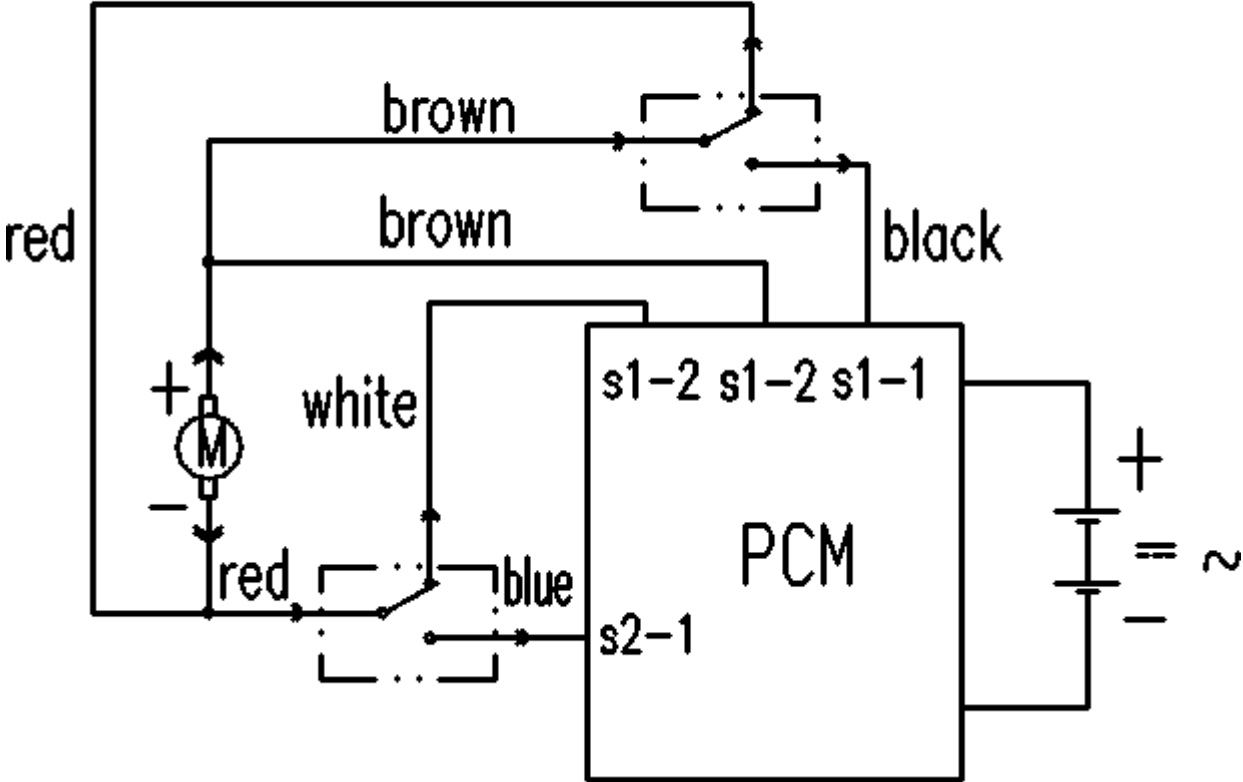 brown
brown
red
black
s1-2 s1-2 s1-1
white
+
M
-
+
PCM
= ~
-
red
blue
s2-1